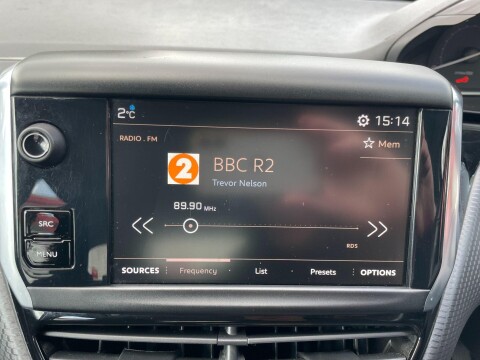 2°C
15:14
RADIO . FM
Mem
2
BBC R2
Trevor Nelson
89.90 MHz
RDS
SRC
MENU
SOURCES Frequency List Presets OPTIONS